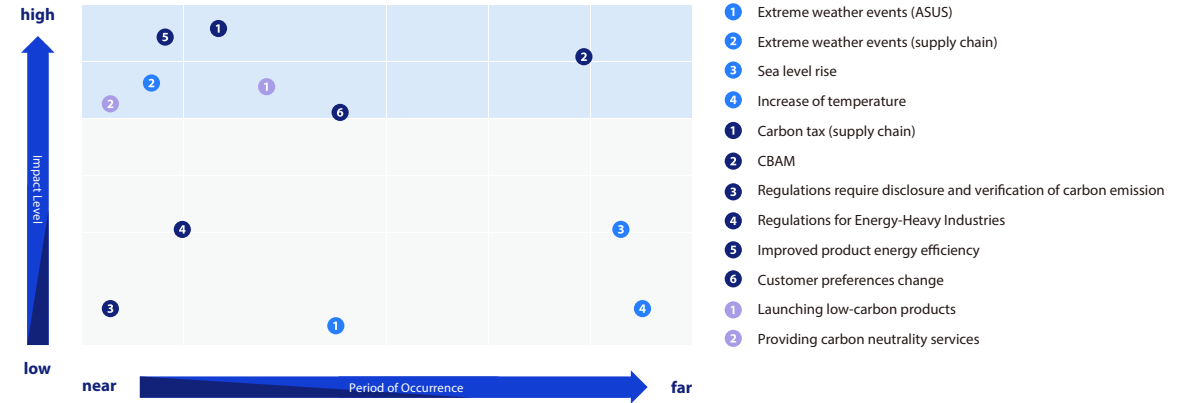 high
Impact Level
low
5
1
2
2
1
2
6
4
3
3
4
1
near
Period of Occurrence
far
1 Extreme weather events (ASUS)
2 Extreme weather events (supply chain)
3 Sea level rise
4 Increase of temperature
1 Carbon tax (supply chain)
2 CBAM
3 Regulations require disclosure and verification of carbon emission
4 Regulations for Energy-Heavy Industries
5 Improved product energy efficiency
6 Customer preferences change
1 Launching low-carbon products
2 Providing carbon neutrality services